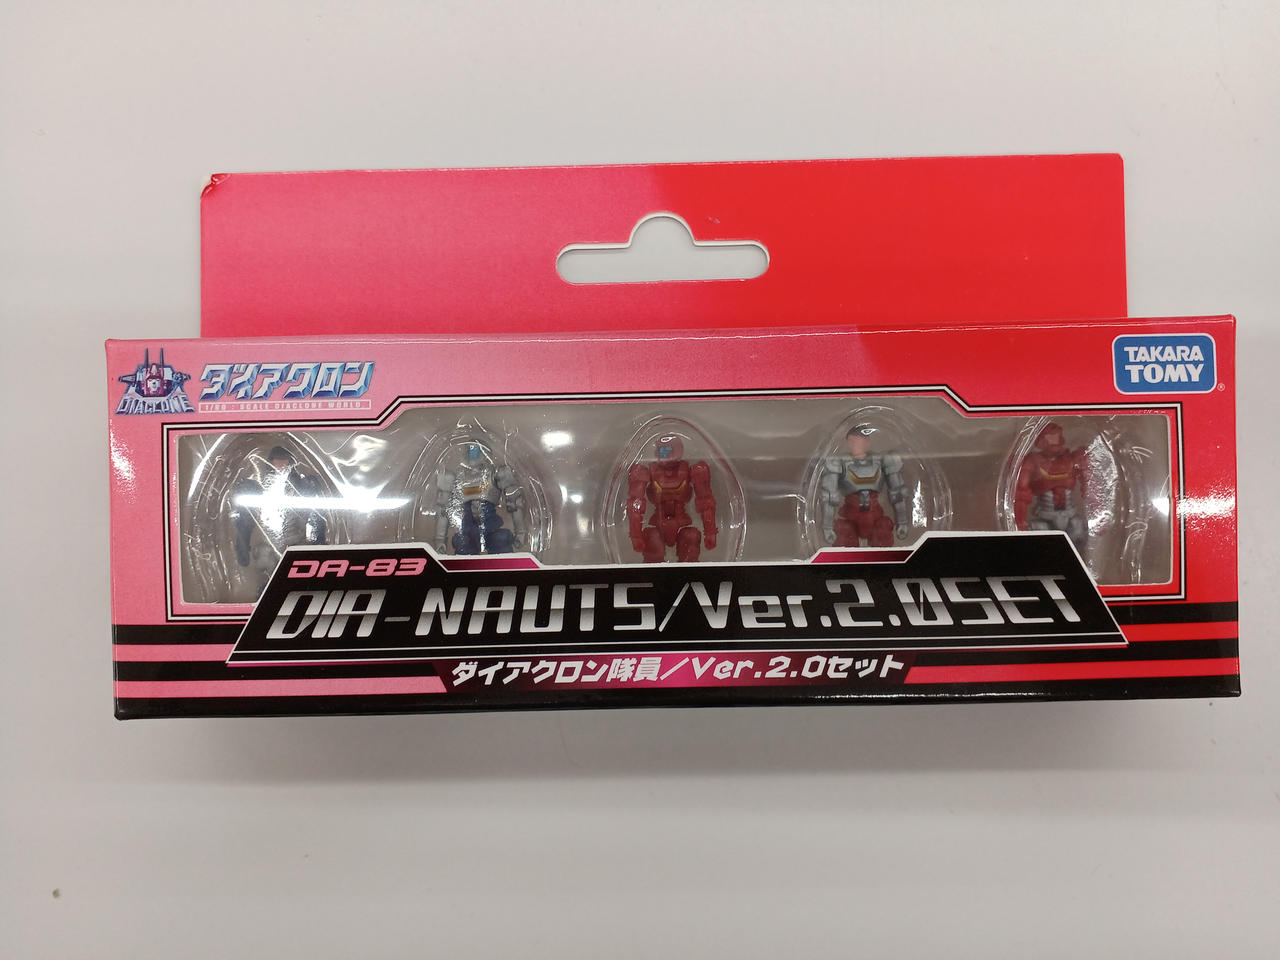 ダイアクロン
DIACLONE
1/60 : SCALE DIACLONE WORLD.
TAKARA
TOMY
DA-83
DIA-NAUTS/Ver.2.0SET
ダイアクロン隊員/Ver.2.0セット